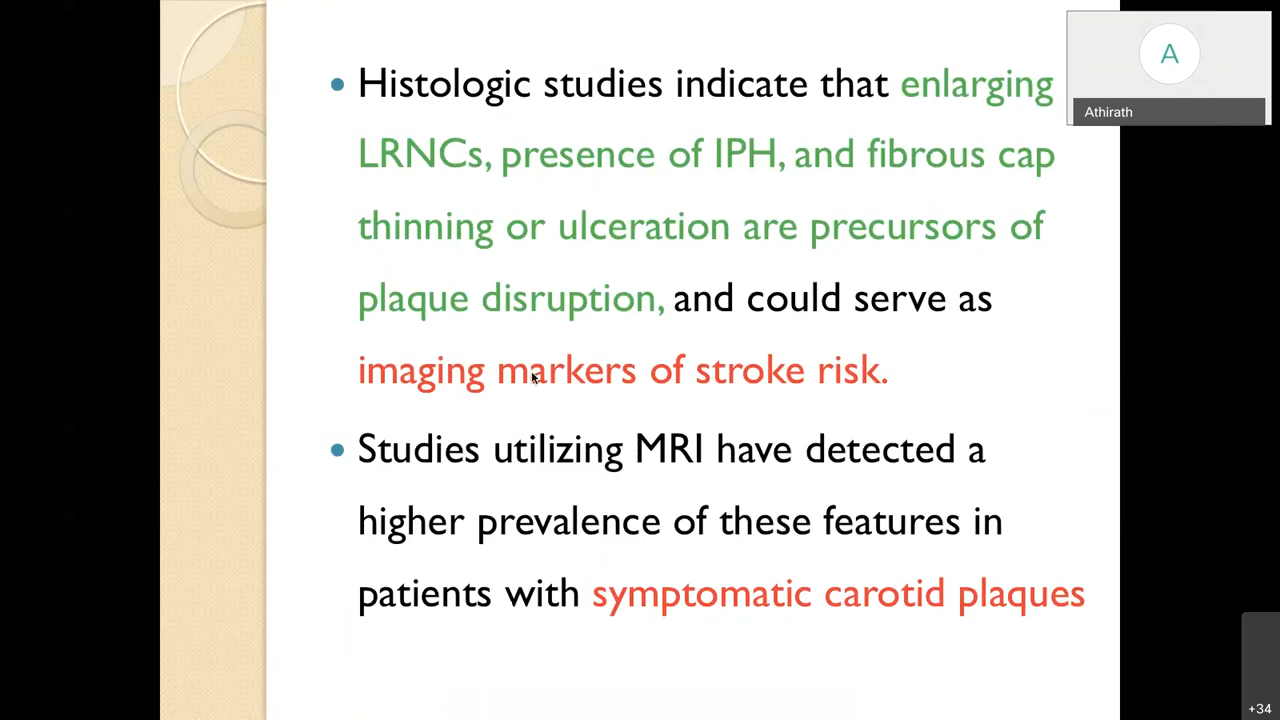 Histologic studies indicate that enlarging
LRNCs, presence of IPH, and fibrous cap
thinning or ulceration are precursors of
plaque disruption, and could serve as
imaging markers of stroke risk.
Studies utilizing MRI have detected a
higher prevalence of these features in
patients with symptomatic carotid plaques
A
Athirath
+34